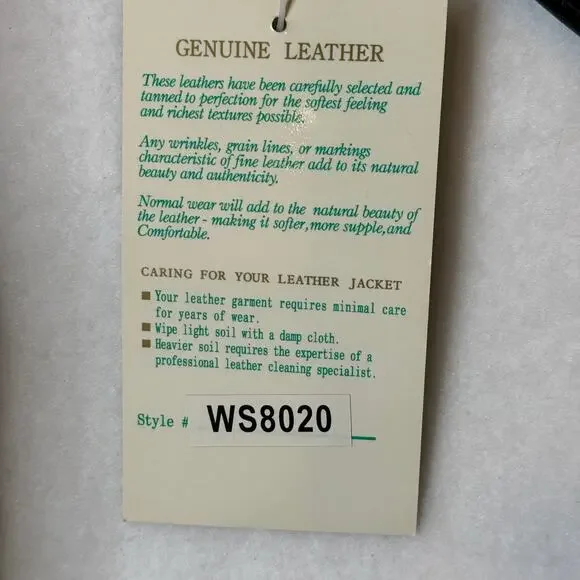 GENUINE LEATHER
These leathers have been carefully selected and
tanned to perfection for the softest feeling
and richest textures possible.
Any wrinkles, grain lines, or markings
characteristic of fine leather add to its natural
beauty and authenticity.
Normal wear will add to the natural beauty of
the leather - making it softer, more supple, and
Comfortable.
CARING FOR YOUR LEATHER JACKET
■ Your leather garment requires minimal care
for years of wear.
■ Wipe light soil with a damp cloth.
■ Heavier soil requires the expertise of a
professional leather cleaning specialist.
Style # WS8020